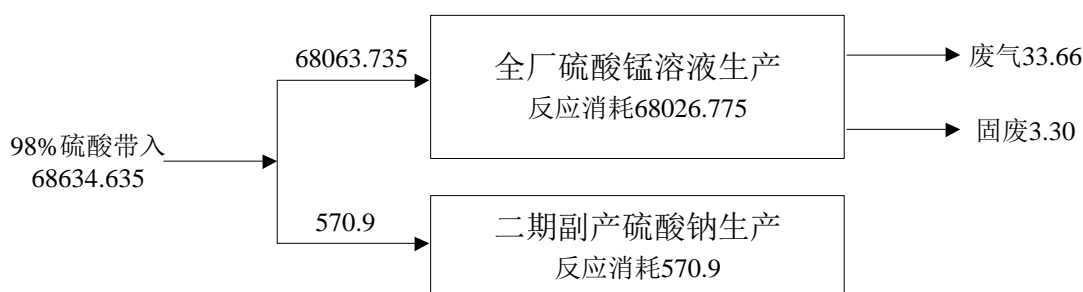 98%硫酸带入
68634.635
68063.735
全厂硫酸锰溶液生产
反应消耗68026.775
废气33.66
固废3.30
570.9
二期副产硫酸钠生产
反应消耗570.9